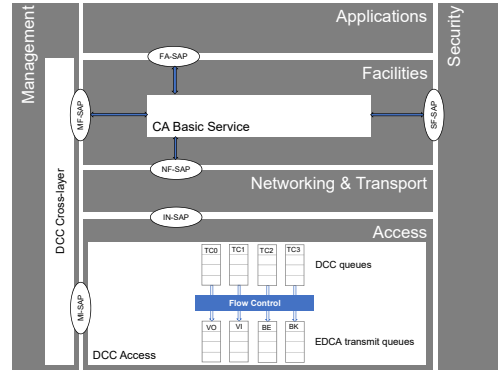 Applications
Management
Security
FA-SAP
Facilities
MF-SAP
CA Basic Service
SF-SAP
NF-SAP
Networking & Transport
IN-SAP
Access
DCC Cross-layer
TC0 TC1 TC2 TC3
DCC queues
MI-SAP
Flow Control
VO VI BE BK
EDCA transmit queues
DCC Access